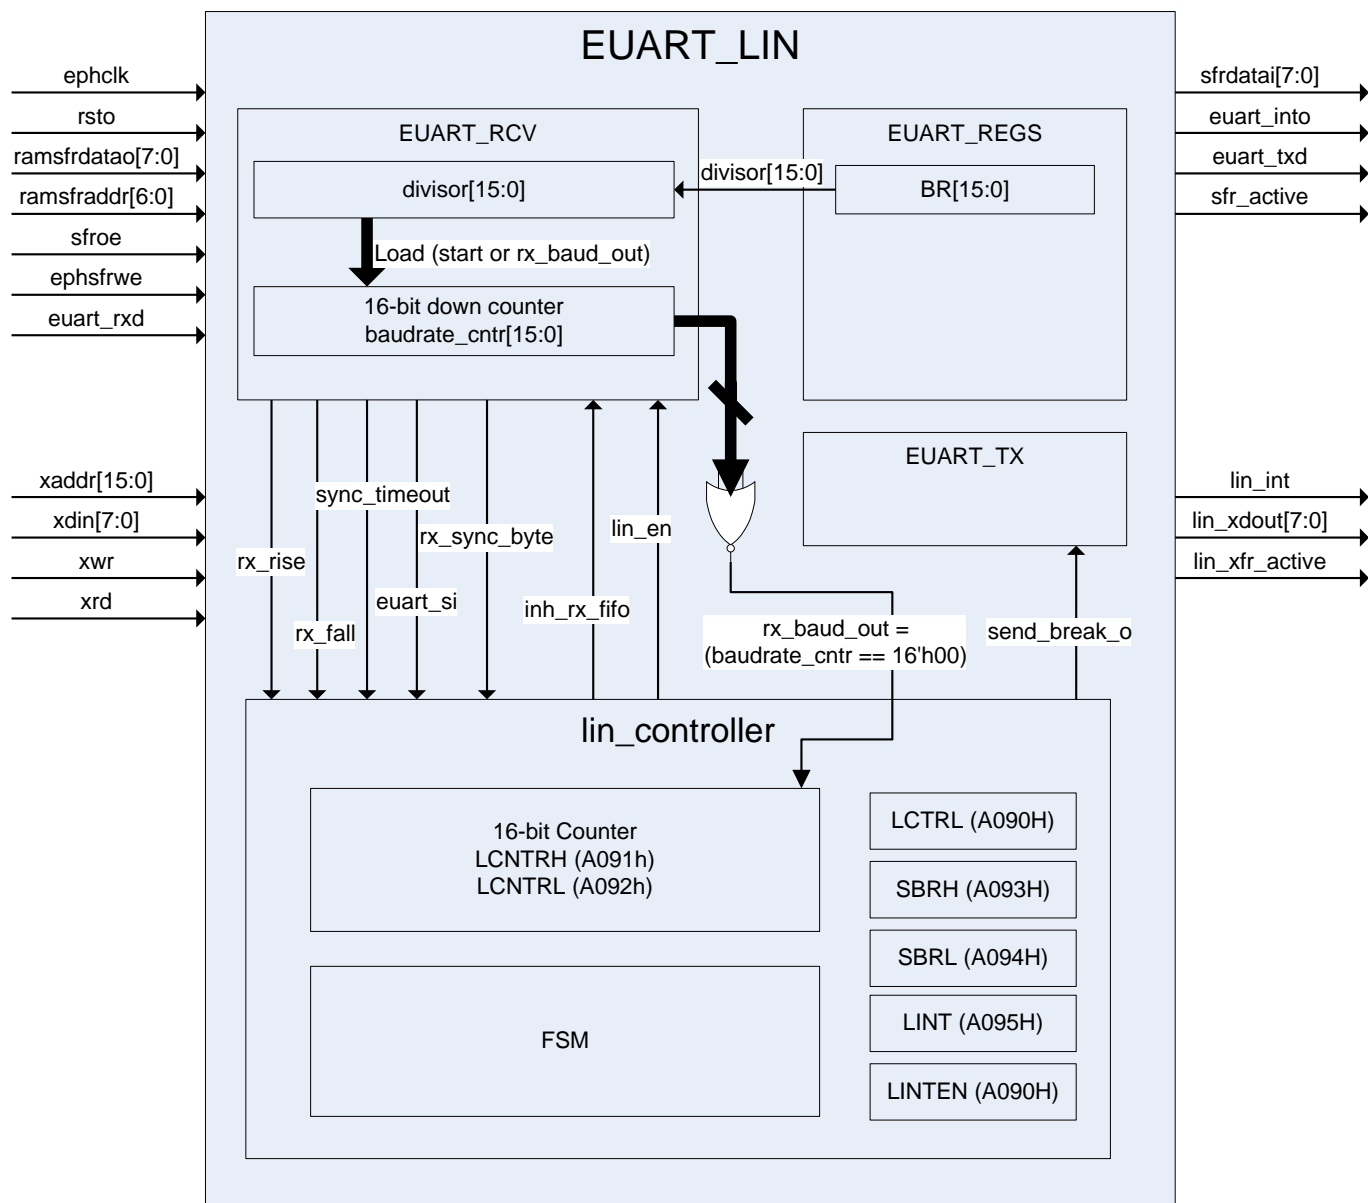 EUART_LIN
ephclk
rsto
ramsfrdatao[7:0]
ramsfraddr[6:0]
sfroe
ephsfrwe
euart_rxd
xaddr[15:0]
xdin[7:0]
xwr
xrd
EUART_RCV
divisor[15:0]
Load (start or rx_baud_out)
16-bit down counter
baudrate_cntr[15:0]
divisor[15:0]
EUART_REGS
BR[15:0]
EUART_TX
sfrdatai[7:0]
euart_into
euart_txd
sfr_active
lin_int
lin_xdout[7:0]
lin_xfr_active
rx_rise
rx_fall
sync_timeout
euart_si
rx_sync_byte
inh_rx_fifo
lin_en
rx_baud_out =
(baudrate_cntr == 16'h00)
send_break_o
lin_controller
16-bit Counter
LCNTRH (A091h)
LCNTRL (A092h)
FSM
LCTRL (A090H)
SBRH (A093H)
SBRL (A094H)
LINT (A095H)
LINTEN (A090H)